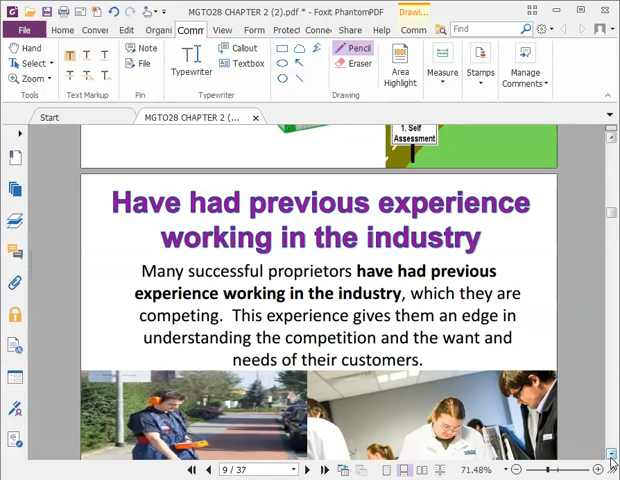 MGTO28 CHAPTER 2 (2).pdf * - Foxit PhantomPDF
Drawi...
File
Home
Conver
Edit
Organi
Comm
View
Form
Protect
Share
Help
Comm
Find
Hand
Select
Zoom
Tools
Text Markup
Note
File
Pin
Typewriter
Callout
Textbox
Typewriter
Pencil
Eraser
Drawing
Area
Highlight
Measure
Stamps
Manage
Comments
Start
MGTO28 CHAPTER 2 (...
1. Self
Assessment
Have had previous experience
working in the industry
Many successful proprietors have had previous
experience working in the industry, which they are
competing. This experience gives them an edge in
understanding the competition and the want and
needs of their customers.
9 / 37
71.48%